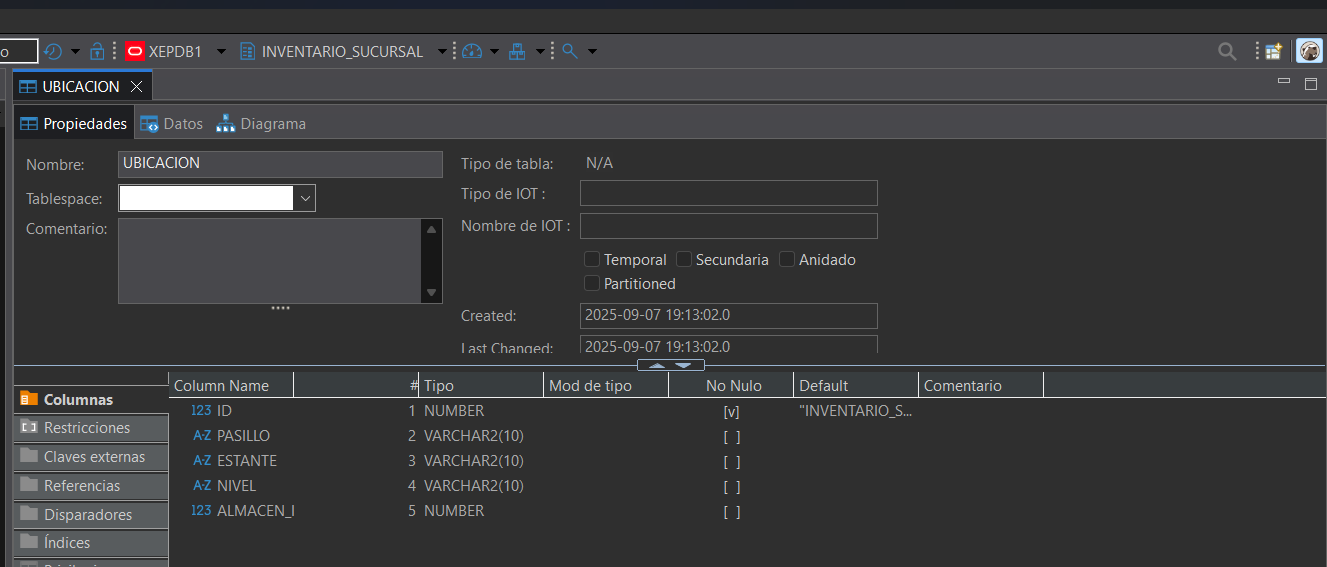 o XEPDB1 INVENTARIO_SUCURSAL
UBICACION
Propiedades Datos Diagrama
Nombre: UBICACION Tipo de tabla: N/A
Tablespace: Tipo de IOT :
Comentario: Nombre de IOT :
Temporal Secundaria Anidado
Partitioned
Created: 2025-09-07 19:13:02.0
Last Changed: 2025-09-07 19:13:02.0
Column Name # Tipo Mod de tipo No Nulo Default Comentario
Columnas
123 ID 1 NUMBER [v] "INVENTARIO_S...
Restricciones
A-Z PASILLO 2 VARCHAR2(10) [ ]
Claves externas
A-Z ESTANTE 3 VARCHAR2(10) [ ]
Referencias
A-Z NIVEL 4 VARCHAR2(10) [ ]
Disparadores
123 ALMACEN_I 5 NUMBER [ ]
Índices